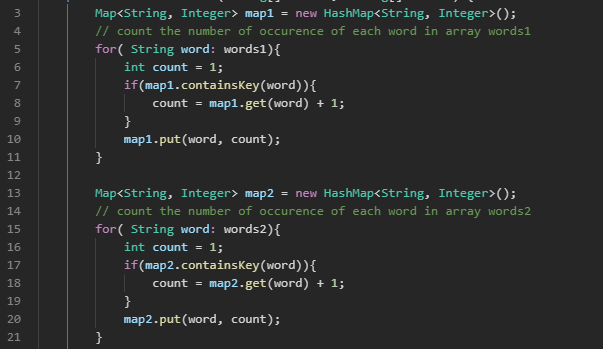 3 Map<String, Integer> map1 = new HashMap<String, Integer>();
4 // count the number of occurence of each word in array words1
5 for( String word: words1){
6 int count = 1;
7 if(map1.containsKey(word)){
8 count = map1.get(word) + 1;
9 }
10 map1.put(word, count);
11 }
12
13 Map<String, Integer> map2 = new HashMap<String, Integer>();
14 // count the number of occurence of each word in array words2
15 for( String word: words2){
16 int count = 1;
17 if(map2.containsKey(word)){
18 count = map2.get(word) + 1;
19 }
20 map2.put(word, count);
21 }